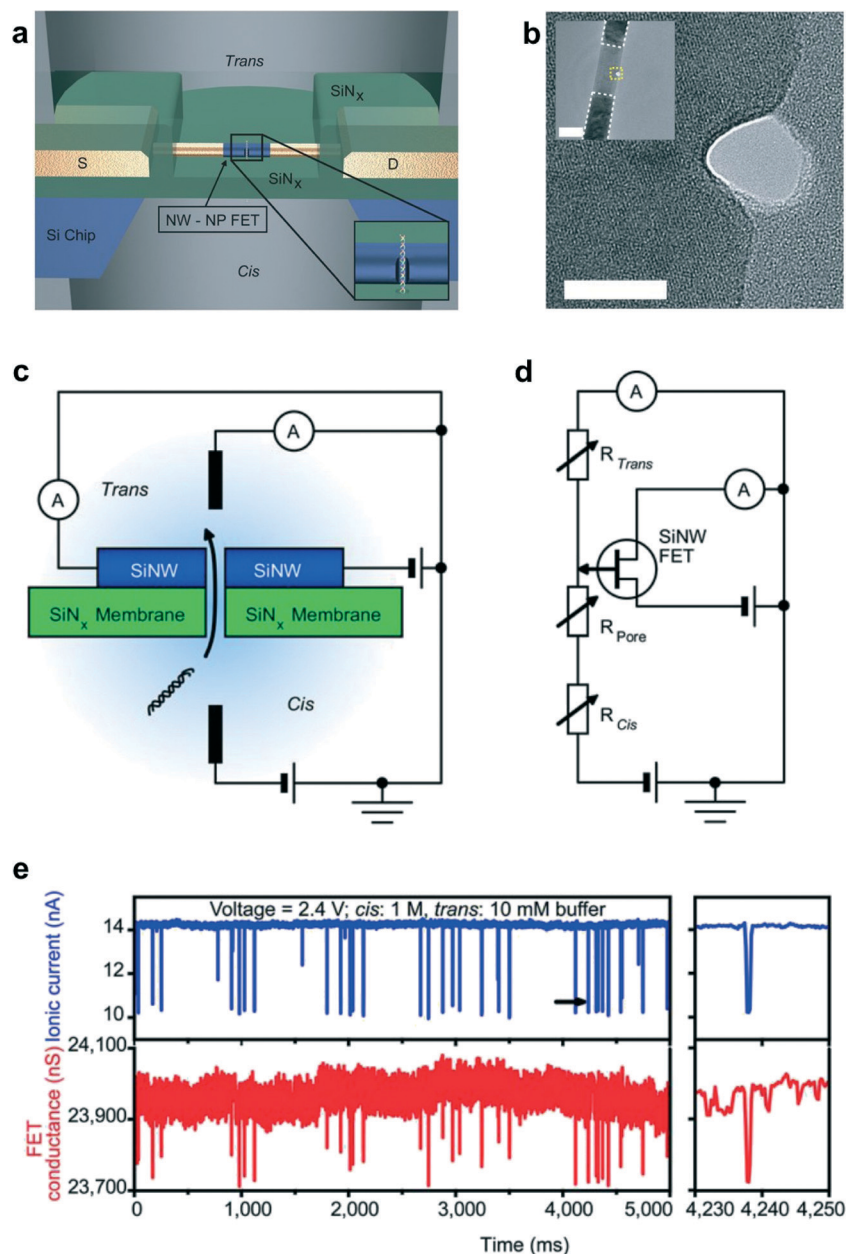 a
Trans
SiNx
S
D
SiNx
NW - NP FET
Si Chip
Cis
b
c
A
A
Trans
SiNW
SiNW
SiNx Membrane
SiNx Membrane
Cis
d
A
R Trans
A
SiNW
FET
R Pore
R Cis
e
Voltage = 2.4 V; cis: 1 M, trans: 10 mM buffer
Ionic current (nA)
14
12
10
FET
conductance (nS)
24,100
23,900
23,700
0
1,000
2,000
3,000
4,000
5,000
4,230
4,240
4,250
Time (ms)